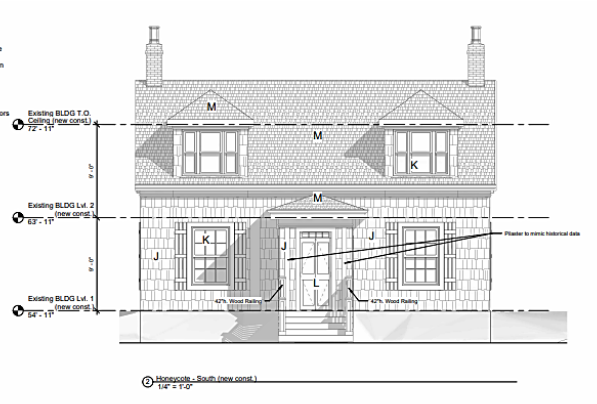 Existing BLDG T.O.
Ceiling (new const.)
72' - 11"
M
M
K
9' - 0"
Existing BLDG Lvl. 2
(new const.)
63' - 11"
M
J
K
J
J
Pilaster to mimic historical data
9' - 0"
L
Existing BLDG Lvl. 1
(new const.)
54' - 11"
42"h. Wood Railing
42"h. Wood Railing
2
Honeycote - South (new const.)
1/4" = 1'-0"